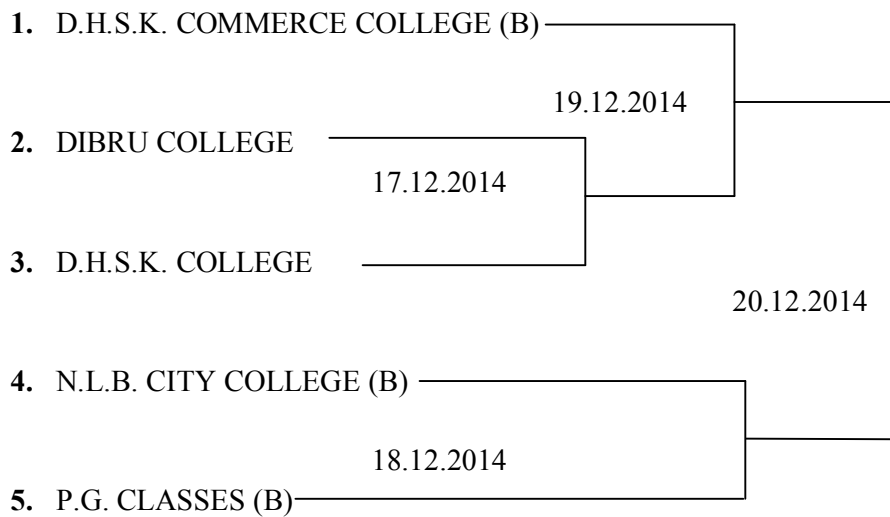 1. D.H.S.K. COMMERCE COLLEGE (B)
19.12.2014
2. DIBRU COLLEGE
17.12.2014
3. D.H.S.K. COLLEGE
20.12.2014
4. N.L.B. CITY COLLEGE (B)
18.12.2014
5. P.G. CLASSES (B)